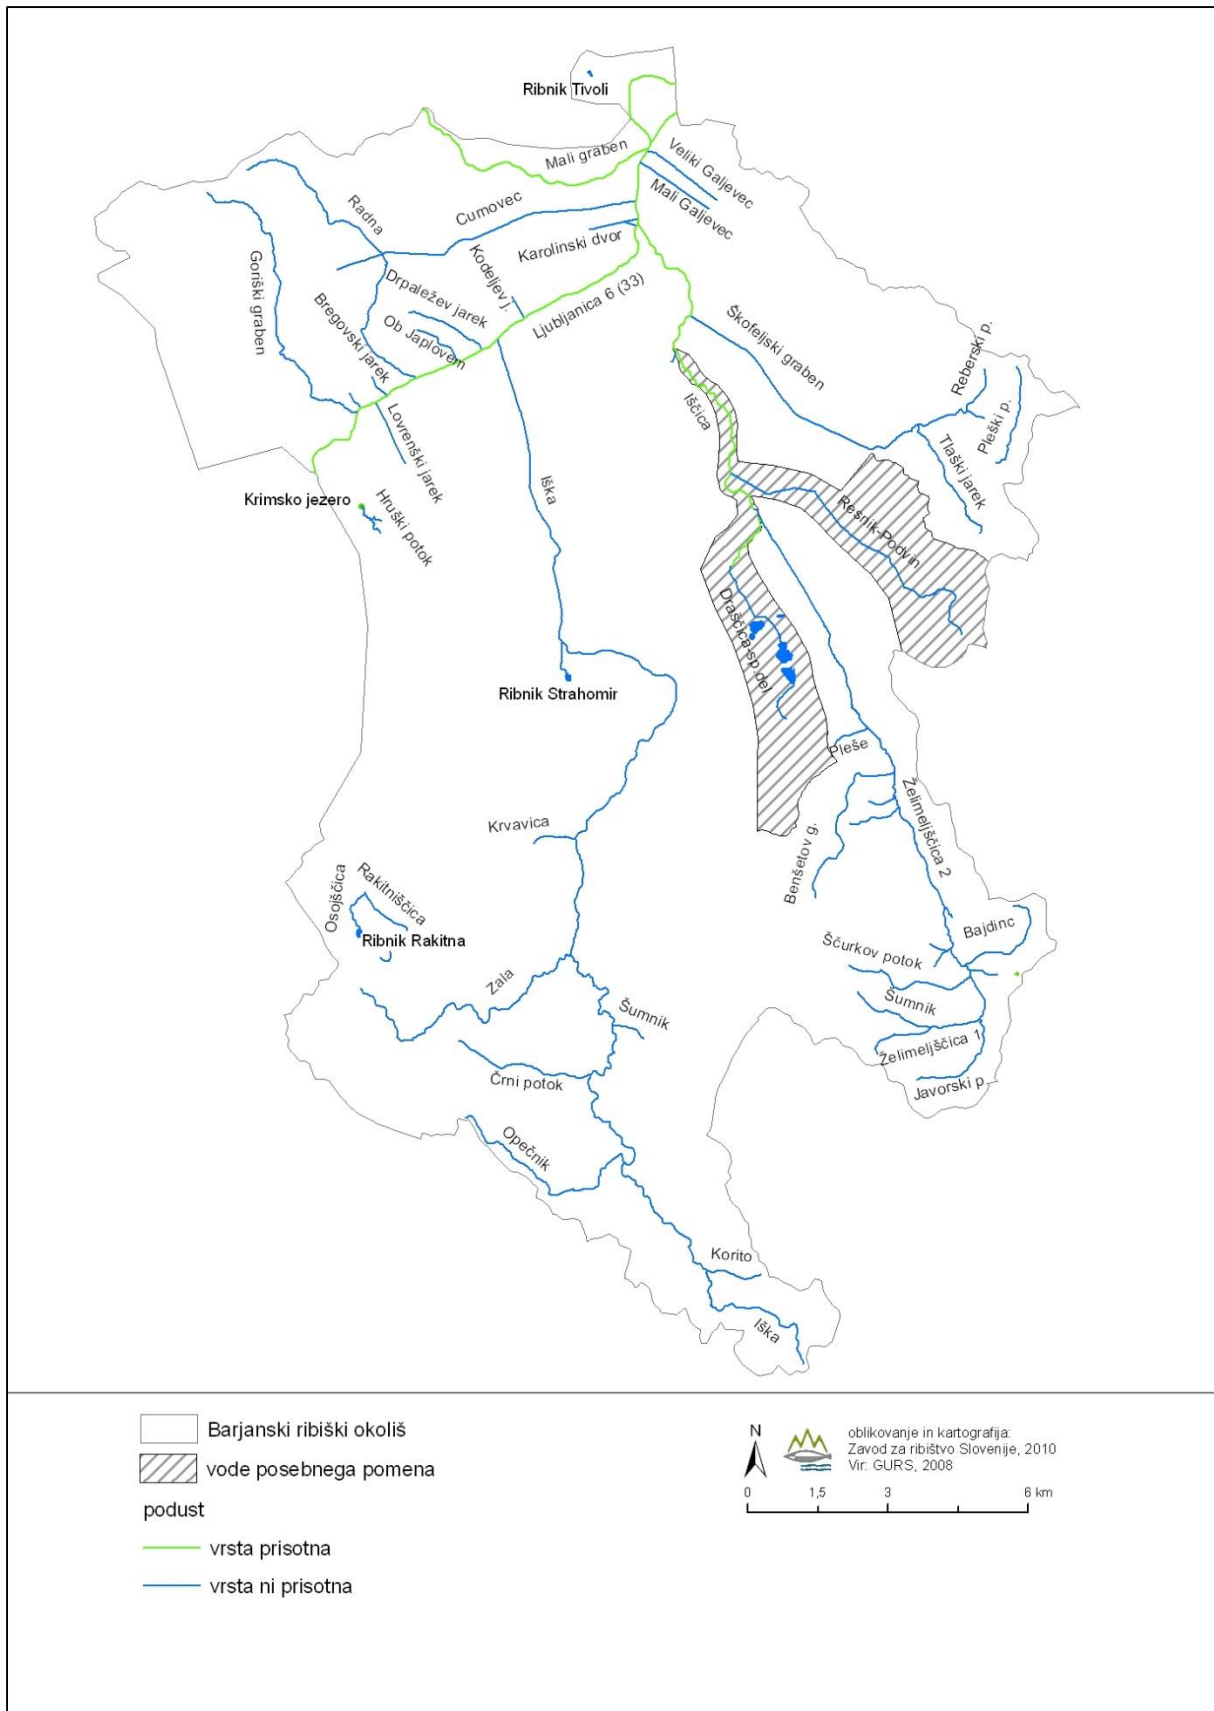 Ribnik Tivoli
Mali graben
Veliki Galjevec
Mali Galjevec
Radna
Cumovec
Karolinski dvor
Goriški graben
Kodeljev j.
Drpaležev jarek
Ljubljanica 6 (33)
Bregovski jarek
Ob Japlovem
Škofeljski graben
Reberski p.
Pleški p.
Iščica
Lovrenški jarek
Tlaški jarek
Iška
Krimsko jezero
Hruški potok
Resnik-Podvin
Draščica-sp.del
Ribnik Strahomir
Pleše
Želimeljščica 2
Krvavica
Benšetov g.
Osojščica
Rakitniščica
Ribnik Rakitna
Bajdinc
Ščurkov potok
Zala
Šumnik
Šumnik
Želimeljščica 1
Črni potok
Javorski p.
Opečnik
Korito
Iška
Barjanski ribiški okoliš
vode posebnega pomena
podust
vrsta prisotna
vrsta ni prisotna
N
oblikovanje in kartografija:
Zavod za ribištvo Slovenije, 2010
Vir: GURS, 2008
0 1,5 3 6 km